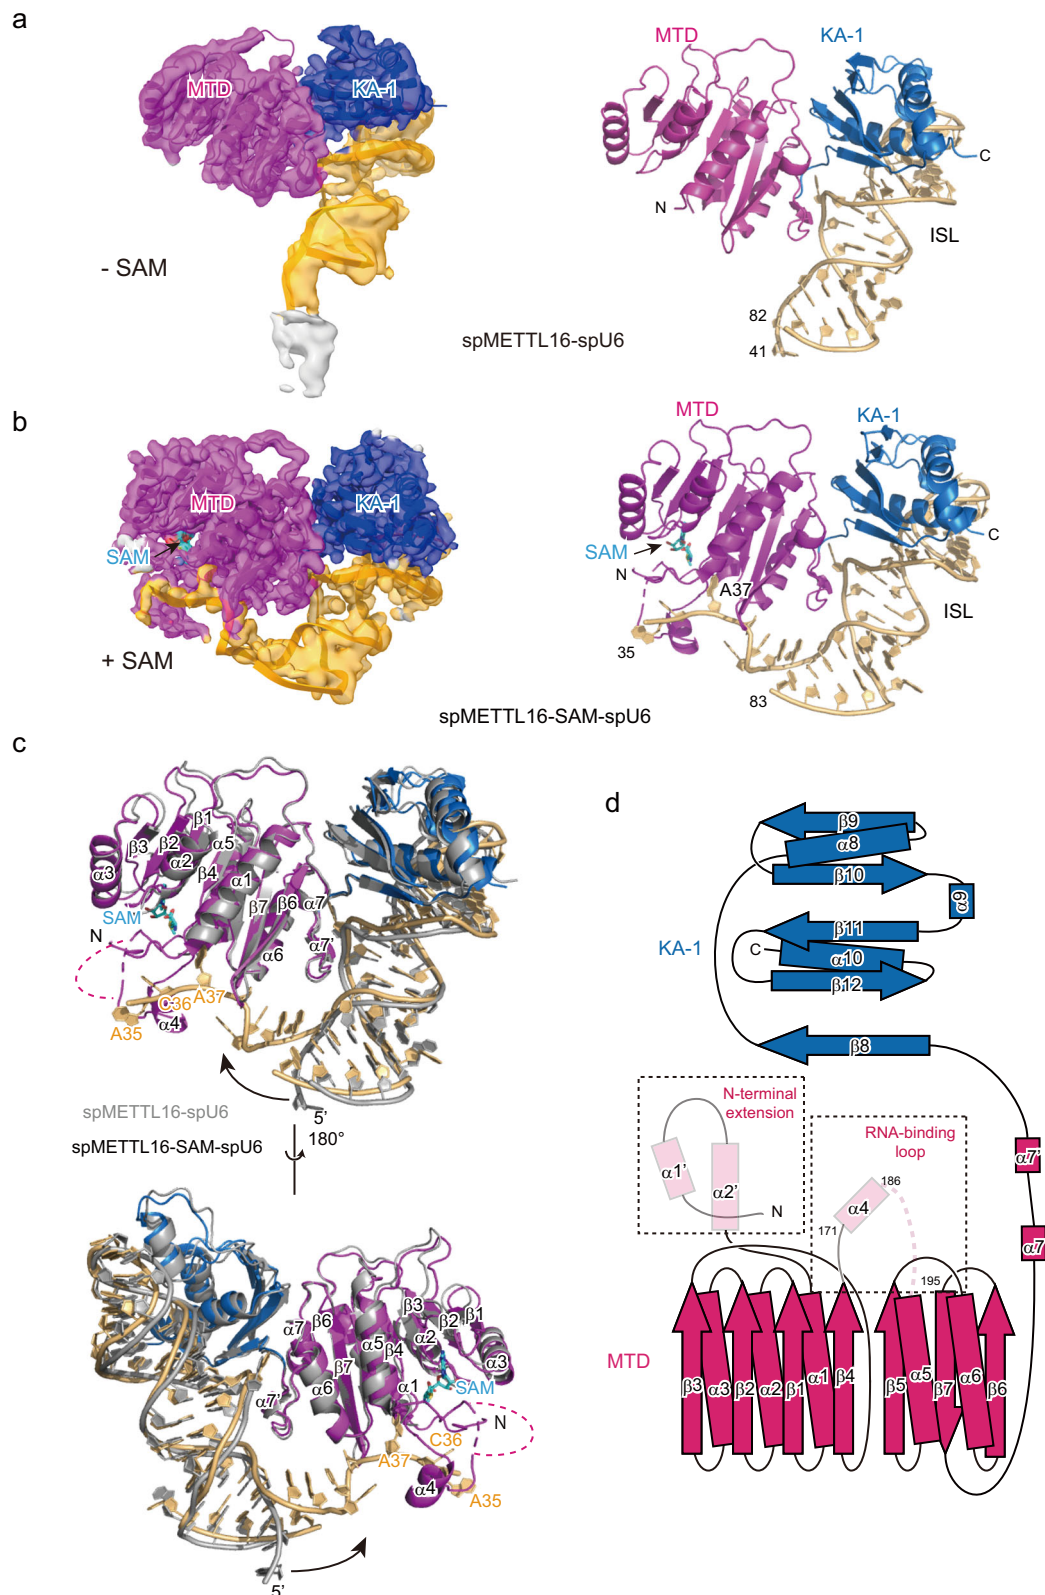 a
MTD
KA-1
- SAM
MTD
KA-1
N
C
ISL
82
41
spMETTL16-spU6
b
MTD
KA-1
SAM
+ SAM
MTD
KA-1
SAM
N
A37
C
ISL
35
83
spMETTL16-SAM-spU6
c
β1
β2
β3
α5
α2
α3
β4
α1
SAM
β7
β6
α7
N
α7'
α6
C36
A37
A35
α4
5'
spMETTL16-spU6
spMETTL16-SAM-spU6
180°
β3
β1
β6
α7
β2
α2
α5
β4
α3
β7
α6
α1
SAM
α7'
N
C36
A37
α4
A35
5'
d
β9
α8
β10
α9
β11
KA-1
C
α10
β12
β8
N-terminal
extension
RNA-binding
loop
α1'
α2'
N
186
α4
171
α7'
α7
195
MTD
β3
α3
β2
α2
β1
α1
β4
β5
α5
β7
α6
β6